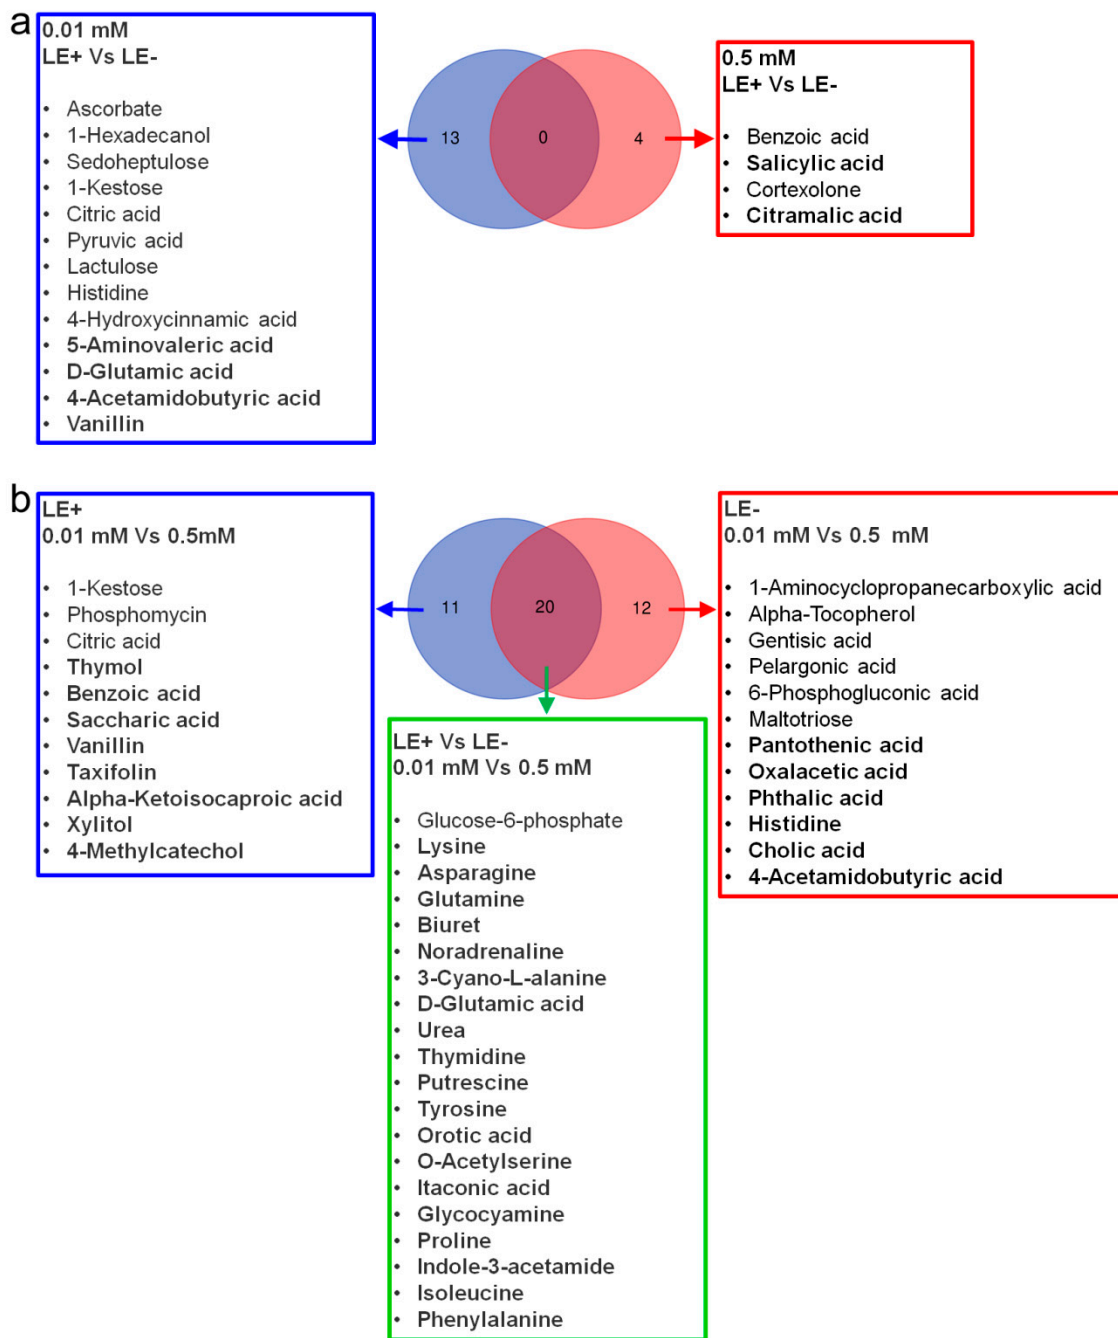 a
0.01 mM
LE+ Vs LE-
• Ascorbate
• 1-Hexadecanol
• Sedoheptulose
• 1-Kestose
• Citric acid
• Pyruvic acid
• Lactulose
• Histidine
• 4-Hydroxycinnamic acid
• 5-Aminovaleric acid
• D-Glutamic acid
• 4-Acetamidobutyric acid
• Vanillin
13
0
4
0.5 mM
LE+ Vs LE-
• Benzoic acid
• Salicylic acid
• Cortexolone
• Citramalic acid
b
LE+
0.01 mM Vs 0.5mM
• 1-Kestose
• Phosphomycin
• Citric acid
• Thymol
• Benzoic acid
• Saccharic acid
• Vanillin
• Taxifolin
• Alpha-Ketoisocaproic acid
• Xylitol
• 4-Methylcatechol
11
20
12
LE-
0.01 mM Vs 0.5 mM
• 1-Aminocyclopropanecarboxylic acid
• Alpha-Tocopherol
• Gentisic acid
• Pelargonic acid
• 6-Phosphogluconic acid
• Maltotriose
• Pantothenic acid
• Oxalacetic acid
• Phthalic acid
• Histidine
• Cholic acid
• 4-Acetamidobutyric acid
LE+ Vs LE-
0.01 mM Vs 0.5 mM
• Glucose-6-phosphate
• Lysine
• Asparagine
• Glutamine
• Biuret
• Noradrenaline
• 3-Cyano-L-alanine
• D-Glutamic acid
• Urea
• Thymidine
• Putrescine
• Tyrosine
• Orotic acid
• O-Acetylserine
• Itaconic acid
• Glycocyamine
• Proline
• Indole-3-acetamide
• Isoleucine
• Phenylalanine